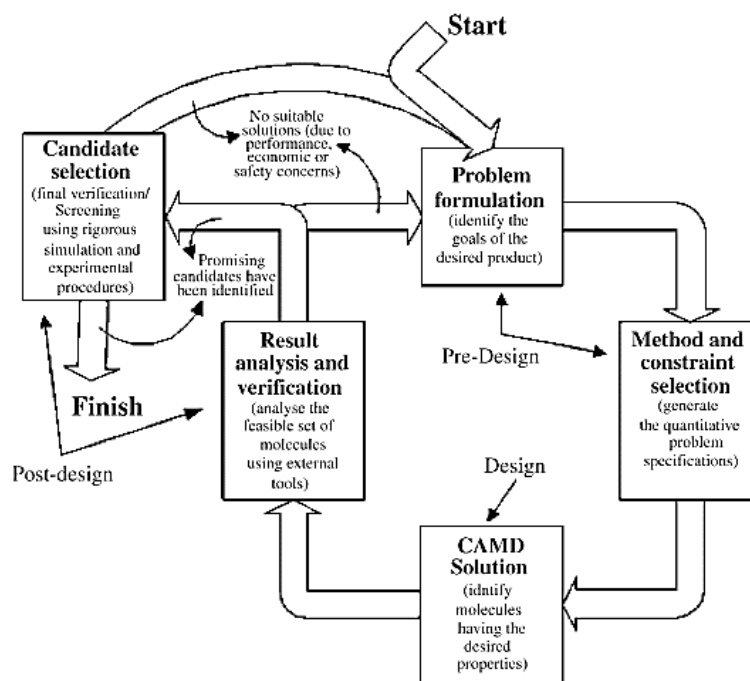 Start
No suitable
solutions (due to
performance,
economic or
safety concerns)
Candidate
selection
(final verification/
Screening
using rigorous
simulation and
experimental
procedures)
Problem
formulation
(identify the
goals of the
desired product)
Promising
candidates have
been identified
Result
analysis and
verification
(analyse the
feasible set of
molecules
using external
tools)
Pre-Design
Method and
constraint
selection
(generate
the quantitative
problem
specifications)
Finish
Post-design
Design
CAMD
Solution
(idntify
molecules
having the
desired
properties)